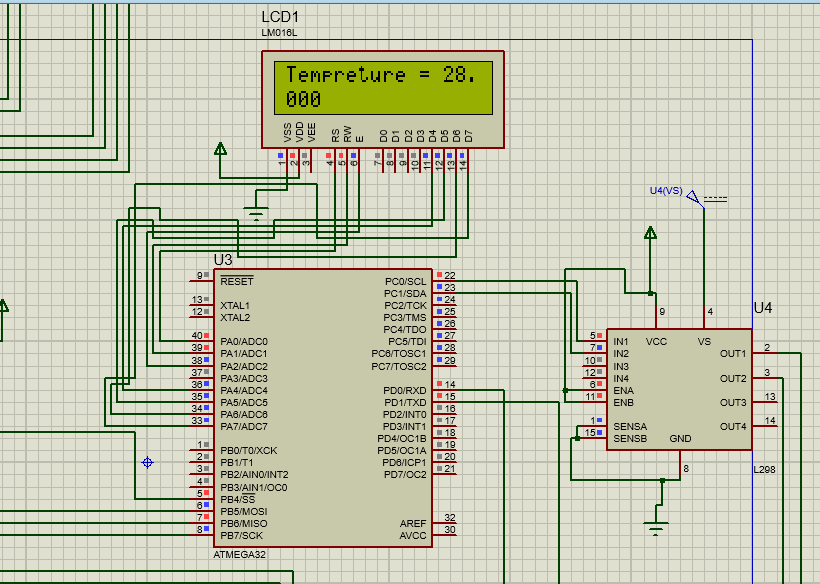 LCD1
LM016L
Tempreture = 28.
000
VSS VDD VEE RS RW E D0 D1 D2 D3 D4 D5 D6 D7
1 2 3 4 5 6 7 8 9 10 11 12 13 14
U4(VS)
U3
9 RESET
13 XTAL1
12 XTAL2
40 PA0/ADC0
39 PA1/ADC1
38 PA2/ADC2
37 PA3/ADC3
36 PA4/ADC4
35 PA5/ADC5
34 PA6/ADC6
33 PA7/ADC7
1 PB0/T0/XCK
2 PB1/T1
3 PB2/AIN0/INT2
4 PB3/AIN1/OC0
5 PB4/SS
6 PB5/MOSI
7 PB6/MISO
8 PB7/SCK
PC0/SCL 22
PC1/SDA 23
PC2/TCK 24
PC3/TMS 25
PC4/TDO 26
PC5/TDI 27
PC6/TOSC1 28
PC7/TOSC2 29
PD0/RXD 14
PD1/TXD 15
PD2/INT0 16
PD3/INT1 17
PD4/OC1B 18
PD5/OC1A 19
PD6/ICP1 20
PD7/OC2 21
AREF 32
AVCC 30
ATMEGA32
U4
9 4
VCC VS
5 IN1
7 IN2
10 IN3
12 IN4
6 ENA
11 ENB
1 SENSA
15 SENSB
OUT1 2
OUT2 3
OUT3 13
OUT4 14
GND
8
L298